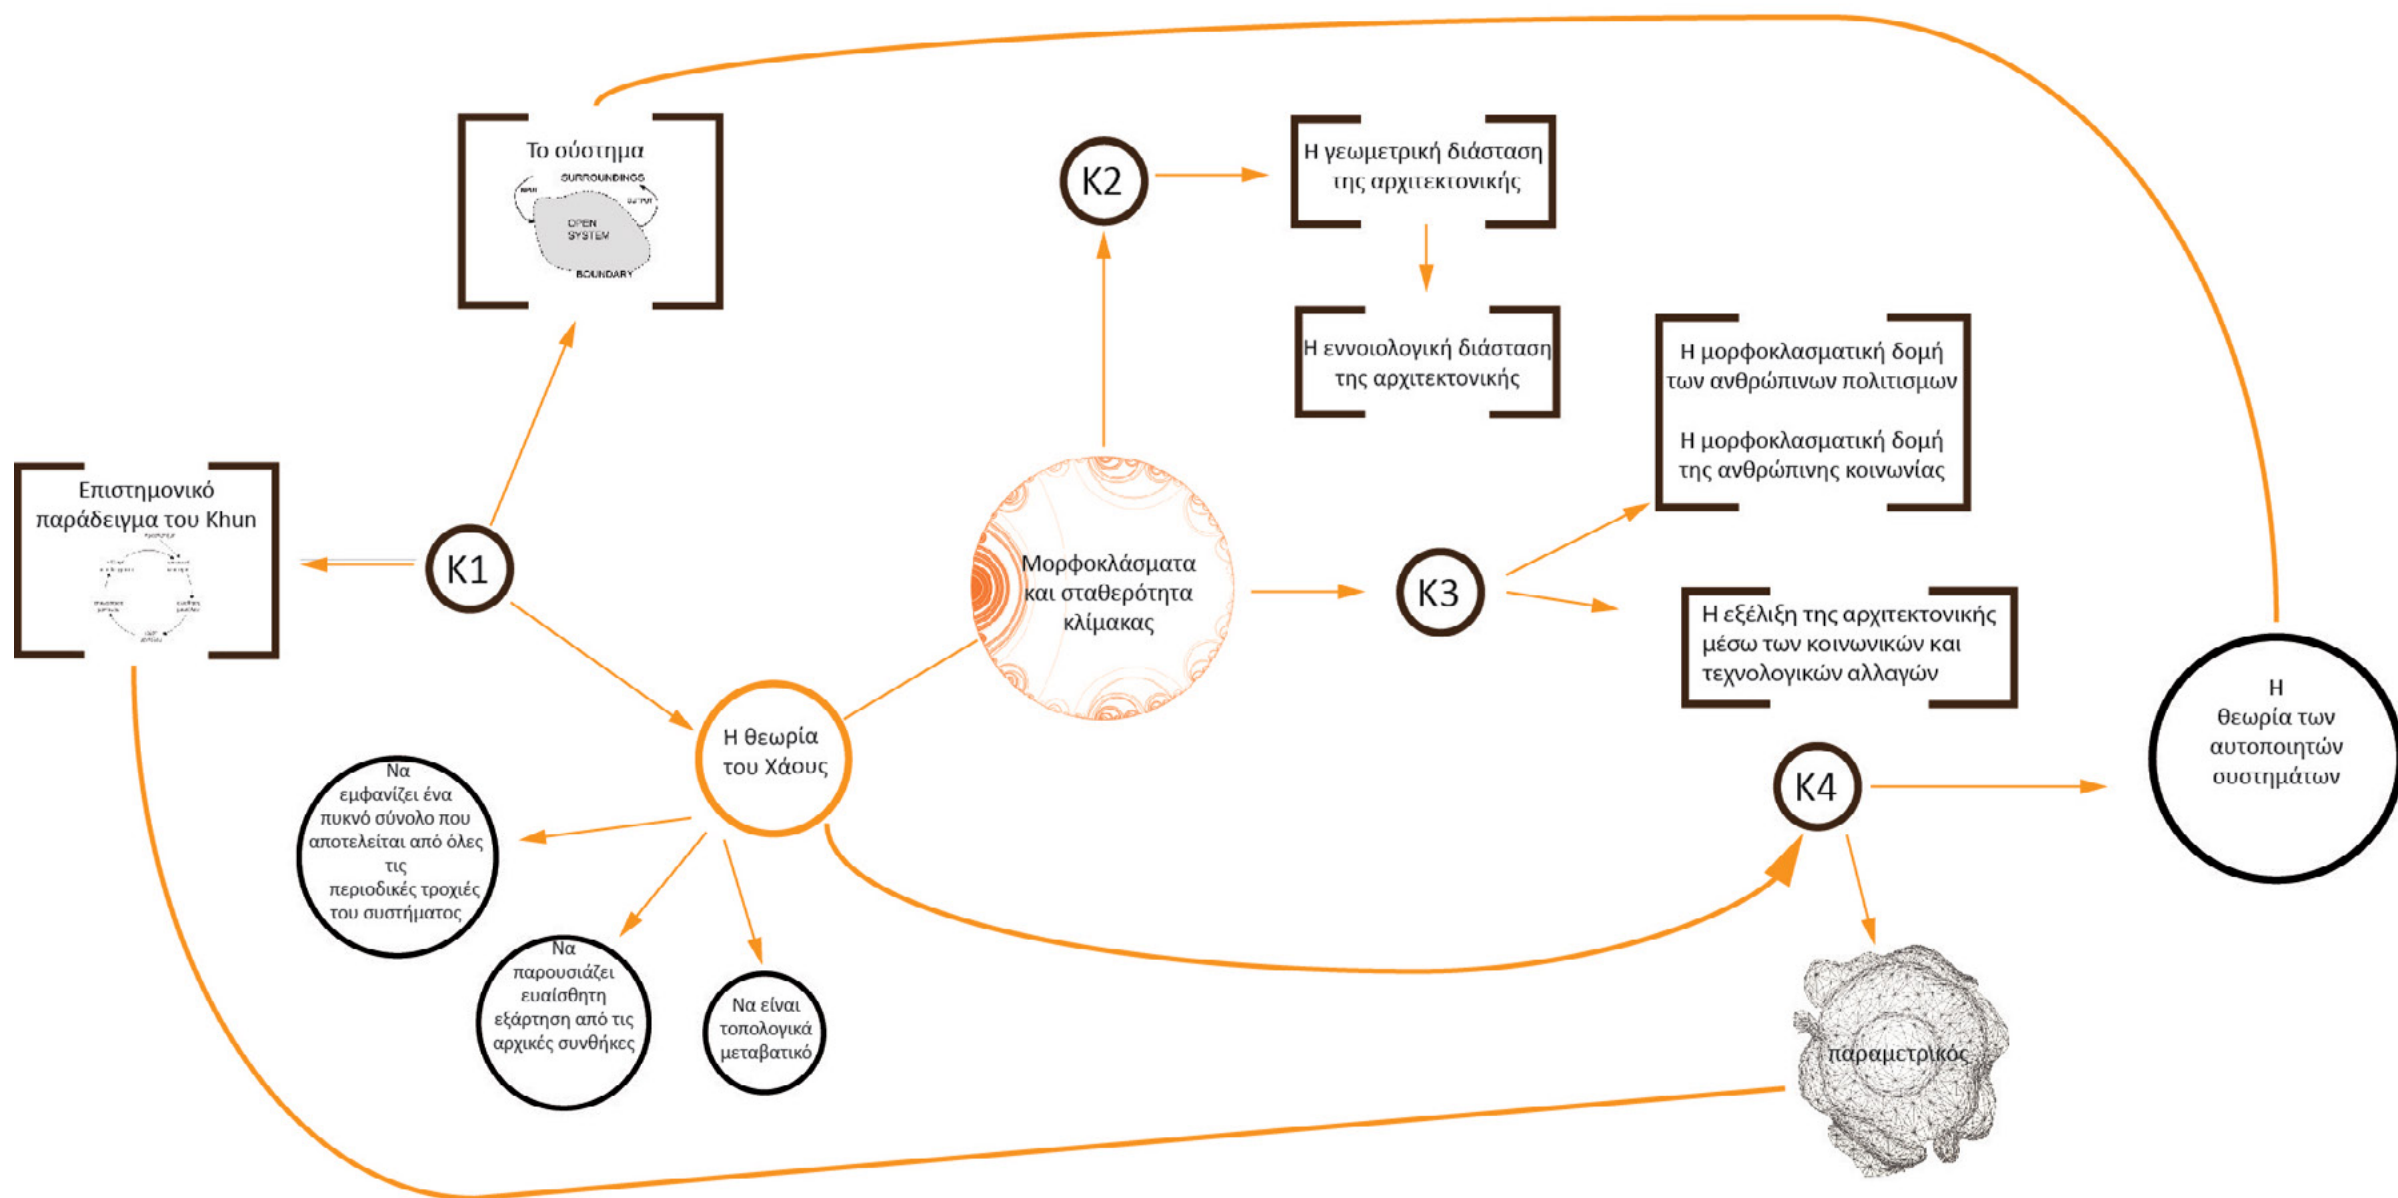 Το σύστημα
SURROUNDINGS
INPUT
OUTPUT
OPEN
SYSTEM
BOUNDARY
K2
Η γεωμετρική διάσταση
της αρχιτεκτονικής
Η εννοιολογική διάσταση
της αρχιτεκτονικής
Η μορφοκλασματική δομή
των ανθρώπινων πολιτισμων
Η μορφοκλασματική δομή
της ανθρώπινης κοινωνίας
Επιστημονικό
παράδειγμα του Khun
K1
Μορφοκλάσματα
και σταθερότητα
κλίμακας
K3
Η εξέλιξη της αρχιτεκτονικής
μέσω των κοινωνικών και
τεχνολογικών αλλαγών
Η θεωρία
του Χάους
K4
Η
θεωρία των
αυτοποιητών
συστημάτων
Να
εμφανίζει ένα
πυκνό σύνολο που
αποτελείται από όλες
τις
περιοδικές τροχιές
του συστήματος
Να
παρουσιάζει
ευαίσθητη
εξάρτηση από τις
αρχικές συνθήκες
Να είναι
τοπολογικά
μεταβατικό
παραμετρικός